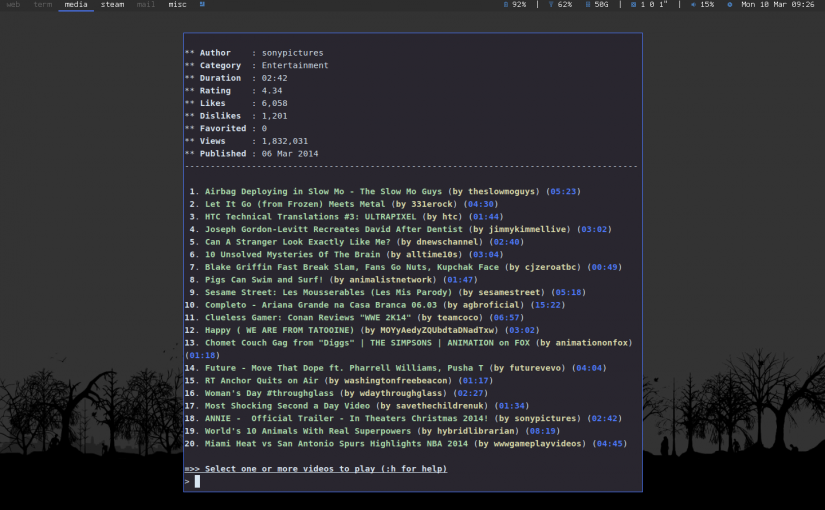 web term media steam mail misc 92% | 62% 50G | 1 0 1" | 15% Mon 10 Mar 09:26
** Author : sonypictures
** Category : Entertainment
** Duration : 02:42
** Rating : 4.34
** Likes : 6,058
** Dislikes : 1,201
** Favorited : 0
** Views : 1,832,031
** Published : 06 Mar 2014
1. Airbag Deploying in Slow Mo - The Slow Mo Guys (by theslowmoguys) (05:23)
2. Let It Go (from Frozen) Meets Metal (by 331erock) (04:30)
3. HTC Technical Translations #3: ULTRAPIXEL (by htc) (01:44)
4. Joseph Gordon-Levitt Recreates David After Dentist (by jimmykimmellive) (03:02)
5. Can A Stranger Look Exactly Like Me? (by dnewschannel) (02:40)
6. 10 Unsolved Mysteries Of The Brain (by alltime10s) (03:04)
7. Blake Griffin Fast Break Slam, Fans Go Nuts, Kupchak Face (by cjzeroatbc) (00:49)
8. Pigs Can Swim and Surf! (by animalistnetwork) (01:47)
9. Sesame Street: Les Mousserables (Les Mis Parody) (by sesamestreet) (05:18)
10. Completo - Ariana Grande na Casa Branca 06.03 (by agbroficial) (15:22)
11. Clueless Gamer: Conan Reviews "WWE 2K14" (by teamcoco) (06:57)
12. Happy ( WE ARE FROM TATOOINE) (by MOYyAedyZQUbdtaDNadTxw) (03:02)
13. Chomet Couch Gag from "Diggs" | THE SIMPSONS | ANIMATION on FOX (by animationonfox)
(01:18)
14. Future - Move That Dope ft. Pharrell Williams, Pusha T (by futurevevo) (04:04)
15. RT Anchor Quits on Air (by washingtonfreebeacon) (01:17)
16. Woman's Day #throughglass (by wdaythroughglass) (02:27)
17. Most Shocking Second a Day Video (by savethechildrenuk) (01:34)
18. ANNIE - Official Trailer - In Theaters Christmas 2014! (by sonypictures) (02:42)
19. World's 10 Animals With Real Superpowers (by hybridlibrarian) (08:19)
20. Miami Heat vs San Antonio Spurs Highlights NBA 2014 (by wwwgameplayvideos) (04:45)
=>> Select one or more videos to play (:h for help)
>